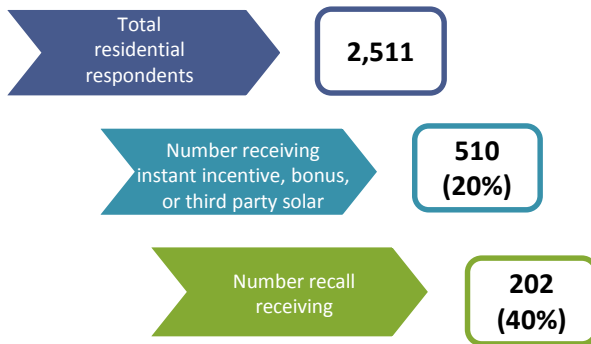 Total
residential
respondents
2,511
Number receiving
instant incentive, bonus,
or third party solar
510
(20%)
Number recall
receiving
202
(40%)